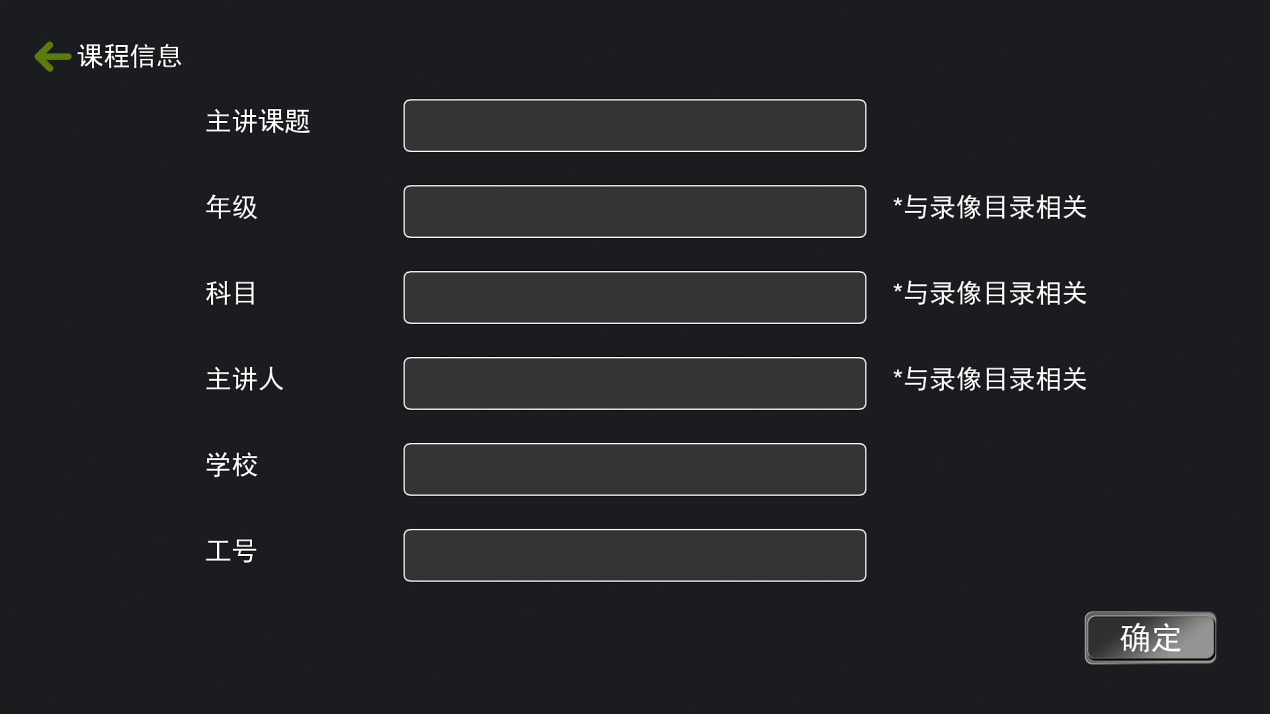 课程信息
主讲课题
年级 *与录像目录相关
科目 *与录像目录相关
主讲人 *与录像目录相关
学校
工号
确定